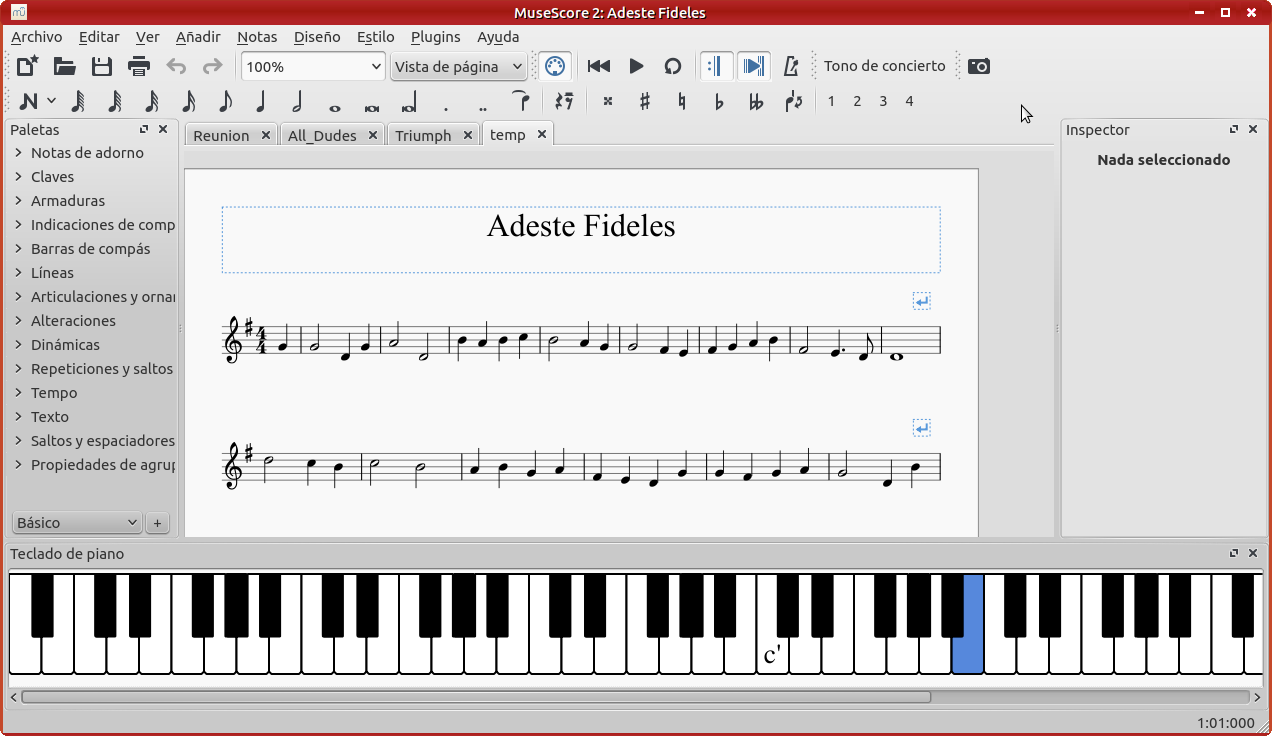 MuseScore 2: Adeste Fideles
Archivo Editar Ver Añadir Notas Diseño Estilo Plugins Ayuda
100% Vista de página Tono de concierto
1 2 3 4
Paletas
Notas de adorno
Claves
Armaduras
Indicaciones de comp
Barras de compás
Líneas
Articulaciones y orna
Alteraciones
Dinámicas
Repeticiones y saltos
Tempo
Texto
Saltos y espaciadores
Propiedades de agrup
Básico +
Reunion All_Dudes Triumph temp
Adeste Fideles
4
4
Inspector
Nada seleccionado
Teclado de piano
c'
1:01:000